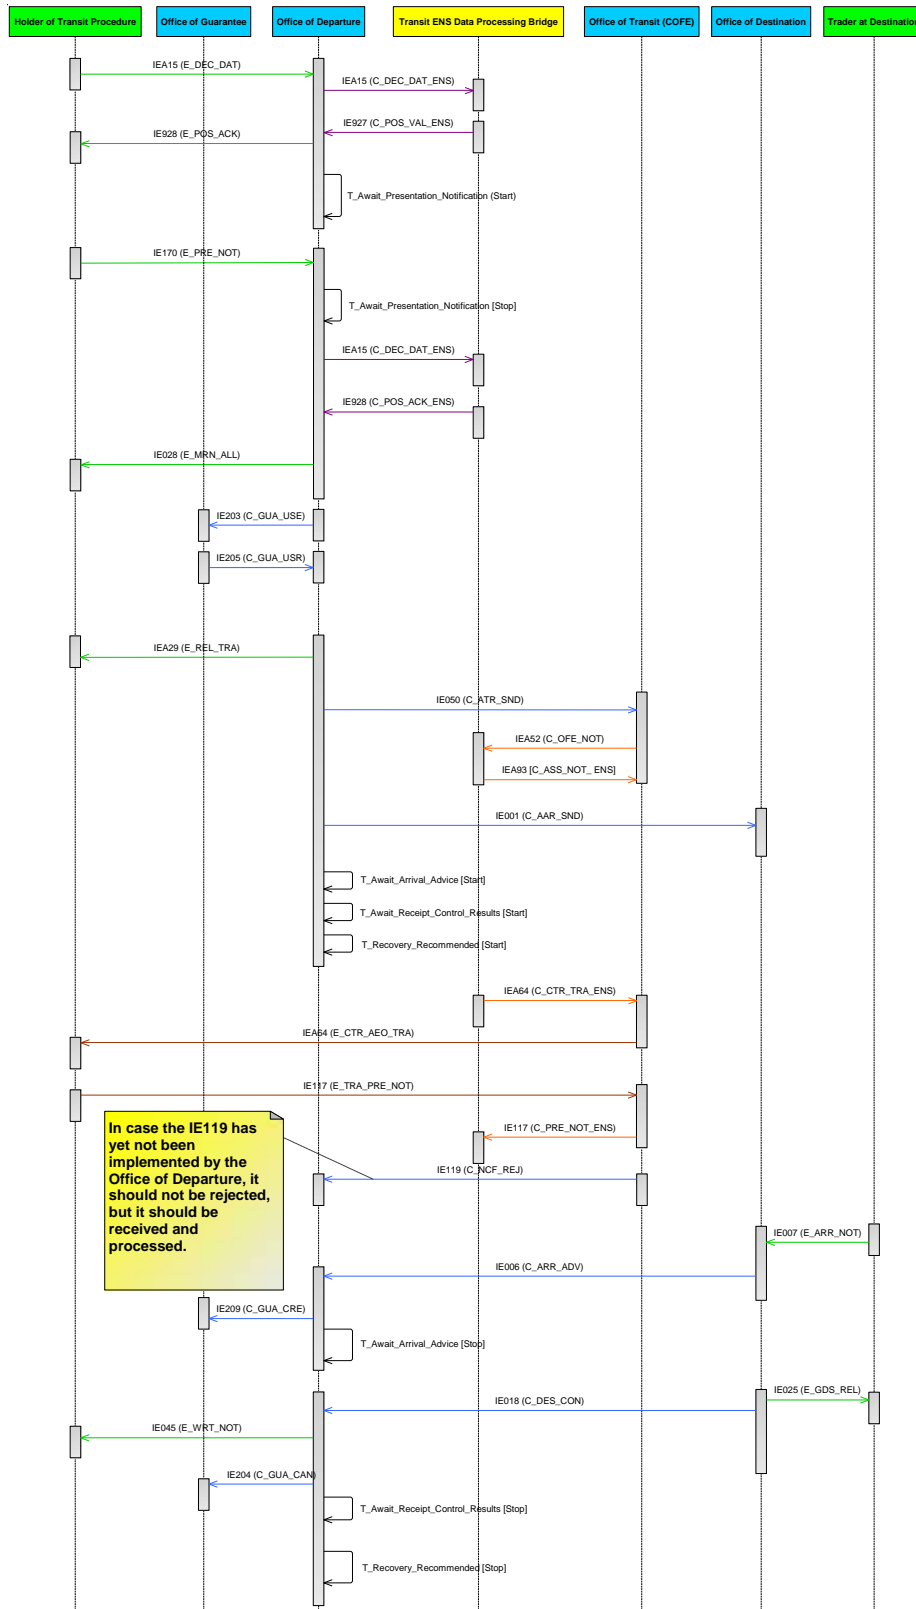 Holder of Transit Procedure
Office of Guarantee
Office of Departure
Transit ENS Data Processing Bridge
Office of Transit (COFE)
Office of Destination
Trader at Destination
IEA15 (E_DEC_DAT)
IEA15 (C_DEC_DAT_ENS)
IE927 (C_POS_VAL_ENS)
IE928 (E_POS_ACK)
T_Await_Presentation_Notification (Start)
IE170 (E_PRE_NOT)
T_Await_Presentation_Notification [Stop]
IEA15 (C_DEC_DAT_ENS)
IE928 (C_POS_ACK_ENS)
IE028 (E_MRN_ALL)
IE203 (C_GUA_USE)
IE205 (C_GUA_USR)
IEA29 (E_REL_TRA)
IE050 (C_ATR_SND)
IEA52 (C_OFE_NOT)
IEA93 [C_ASS_NOT_ ENS]
IE001 (C_AAR_SND)
T_Await_Arrival_Advice [Start]
T_Await_Receipt_Control_Results [Start]
T_Recovery_Recommended [Start]
IEA64 (C_CTR_TRA_ENS)
IEA64 (E_CTR_AEO_TRA)
IE117 (E_TRA_PRE_NOT)
In case the IE119 has
yet not been
implemented by the
Office of Departure, it
should not be rejected,
but it should be
received and
processed.
IE117 (C_PRE_NOT_ENS)
IE119 (C_NCF_REJ)
IE007 (E_ARR_NOT)
IE006 (C_ARR_ADV)
IE209 (C_GUA_CRE)
T_Await_Arrival_Advice [Stop]
IE025 (E_GDS_REL)
IE018 (C_DES_CON)
IE045 (E_WRT_NOT)
IE204 (C_GUA_CAN)
T_Await_Receipt_Control_Results [Stop]
T_Recovery_Recommended [Stop]